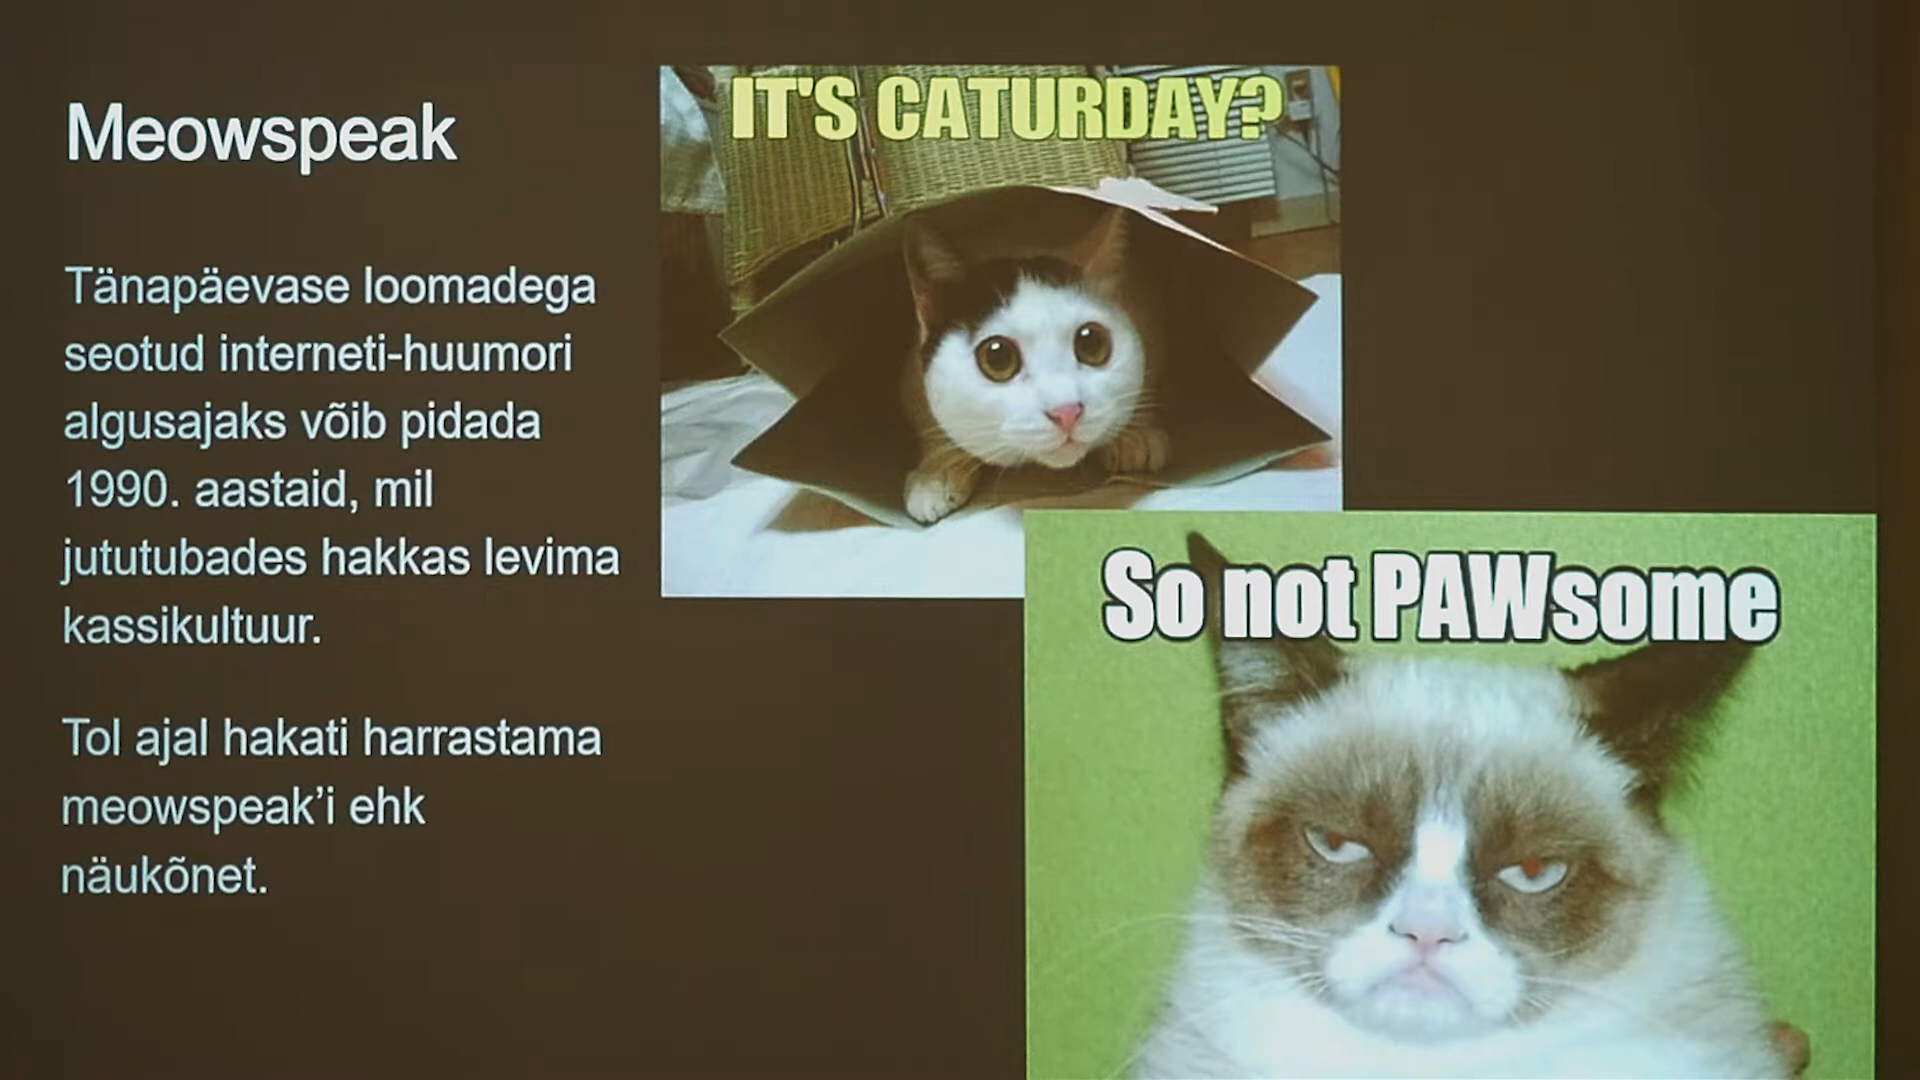 Meowspeak
Tänapäevase loomadega
seotud interneti-huumori
algusajaks võib pidada
1990. aastaid, mil
jututubades hakkas levima
kassikultuur.
Tol ajal hakati harrastama
meowspeak’i ehk
näukõnet.
IT'S CATURDAY?
So not PAWsome